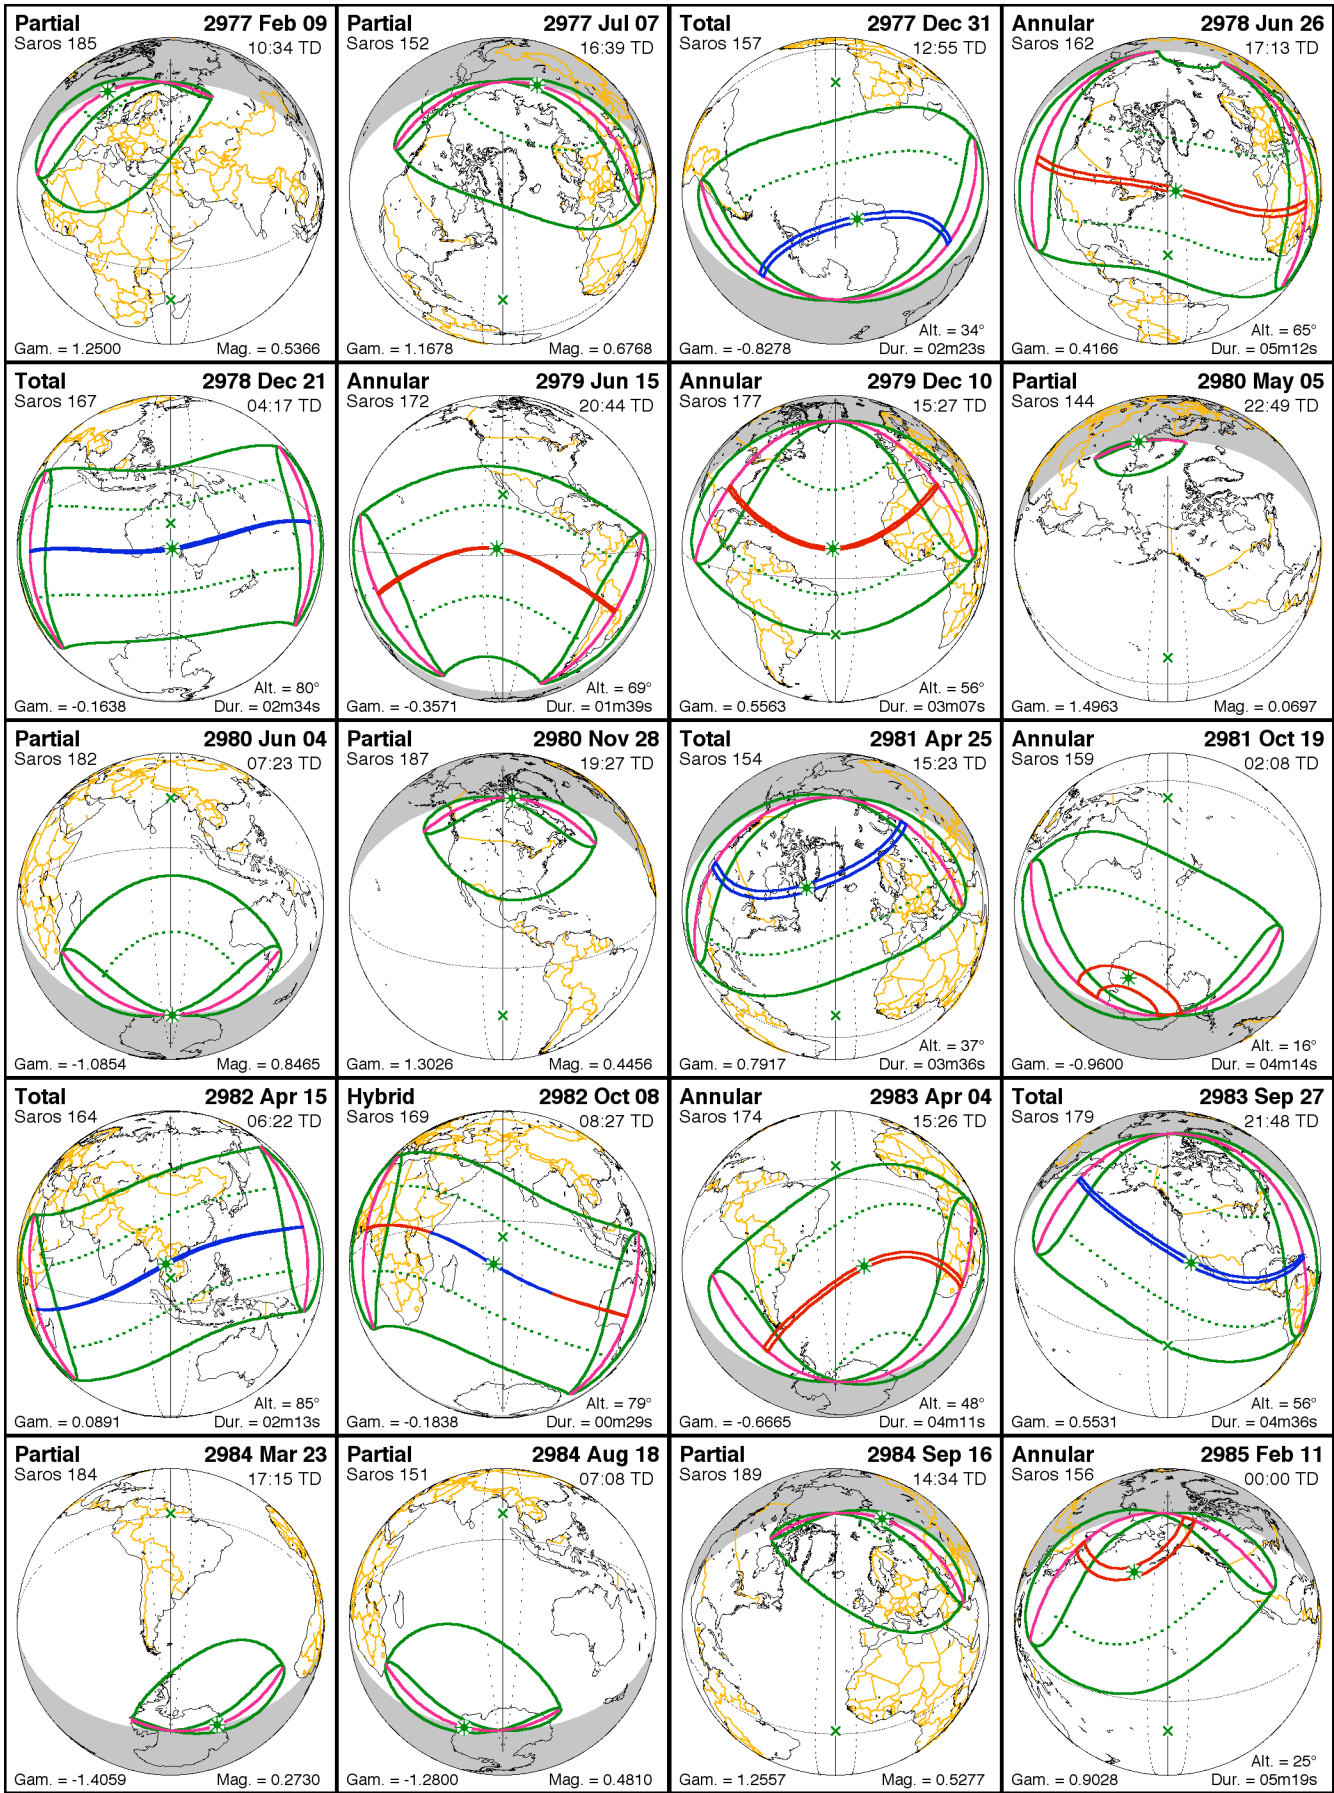 Partial 2977 Feb 09
Saros 185 10:34 TD
Gam. = 1.2500 Mag. = 0.5366
Partial 2977 Jul 07
Saros 152 16:39 TD
Gam. = 1.1678 Mag. = 0.6768
Total 2977 Dec 31
Saros 157 12:55 TD
Alt. = 34°
Gam. = -0.8278 Dur. = 02m23s
Annular 2978 Jun 26
Saros 162 17:13 TD
Alt. = 65°
Gam. = 0.4166 Dur. = 05m12s
Total 2978 Dec 21
Saros 167 04:17 TD
Alt. = 80°
Gam. = -0.1638 Dur. = 02m34s
Annular 2979 Jun 15
Saros 172 20:44 TD
Alt. = 69°
Gam. = -0.3571 Dur. = 01m39s
Annular 2979 Dec 10
Saros 177 15:27 TD
Alt. = 56°
Gam. = 0.5563 Dur. = 03m07s
Partial 2980 May 05
Saros 144 22:49 TD
Gam. = 1.4963 Mag. = 0.0697
Partial 2980 Jun 04
Saros 182 07:23 TD
Gam. = -1.0854 Mag. = 0.8465
Partial 2980 Nov 28
Saros 187 19:27 TD
Gam. = 1.3026 Mag. = 0.4456
Total 2981 Apr 25
Saros 154 15:23 TD
Alt. = 37°
Gam. = 0.7917 Dur. = 03m36s
Annular 2981 Oct 19
Saros 159 02:08 TD
Alt. = 16°
Gam. = -0.9600 Dur. = 04m14s
Total 2982 Apr 15
Saros 164 06:22 TD
Alt. = 85°
Gam. = 0.0891 Dur. = 02m13s
Hybrid 2982 Oct 08
Saros 169 08:27 TD
Alt. = 79°
Gam. = -0.1838 Dur. = 00m29s
Annular 2983 Apr 04
Saros 174 15:26 TD
Alt. = 48°
Gam. = -0.6665 Dur. = 04m11s
Total 2983 Sep 27
Saros 179 21:48 TD
Alt. = 56°
Gam. = 0.5531 Dur. = 04m36s
Partial 2984 Mar 23
Saros 184 17:15 TD
Gam. = -1.4059 Mag. = 0.2730
Partial 2984 Aug 18
Saros 151 07:08 TD
Gam. = -1.2800 Mag. = 0.4810
Partial 2984 Sep 16
Saros 189 14:34 TD
Gam. = 1.2557 Mag. = 0.5277
Annular 2985 Feb 11
Saros 156 00:00 TD
Alt. = 25°
Gam. = 0.9028 Dur. = 05m19s